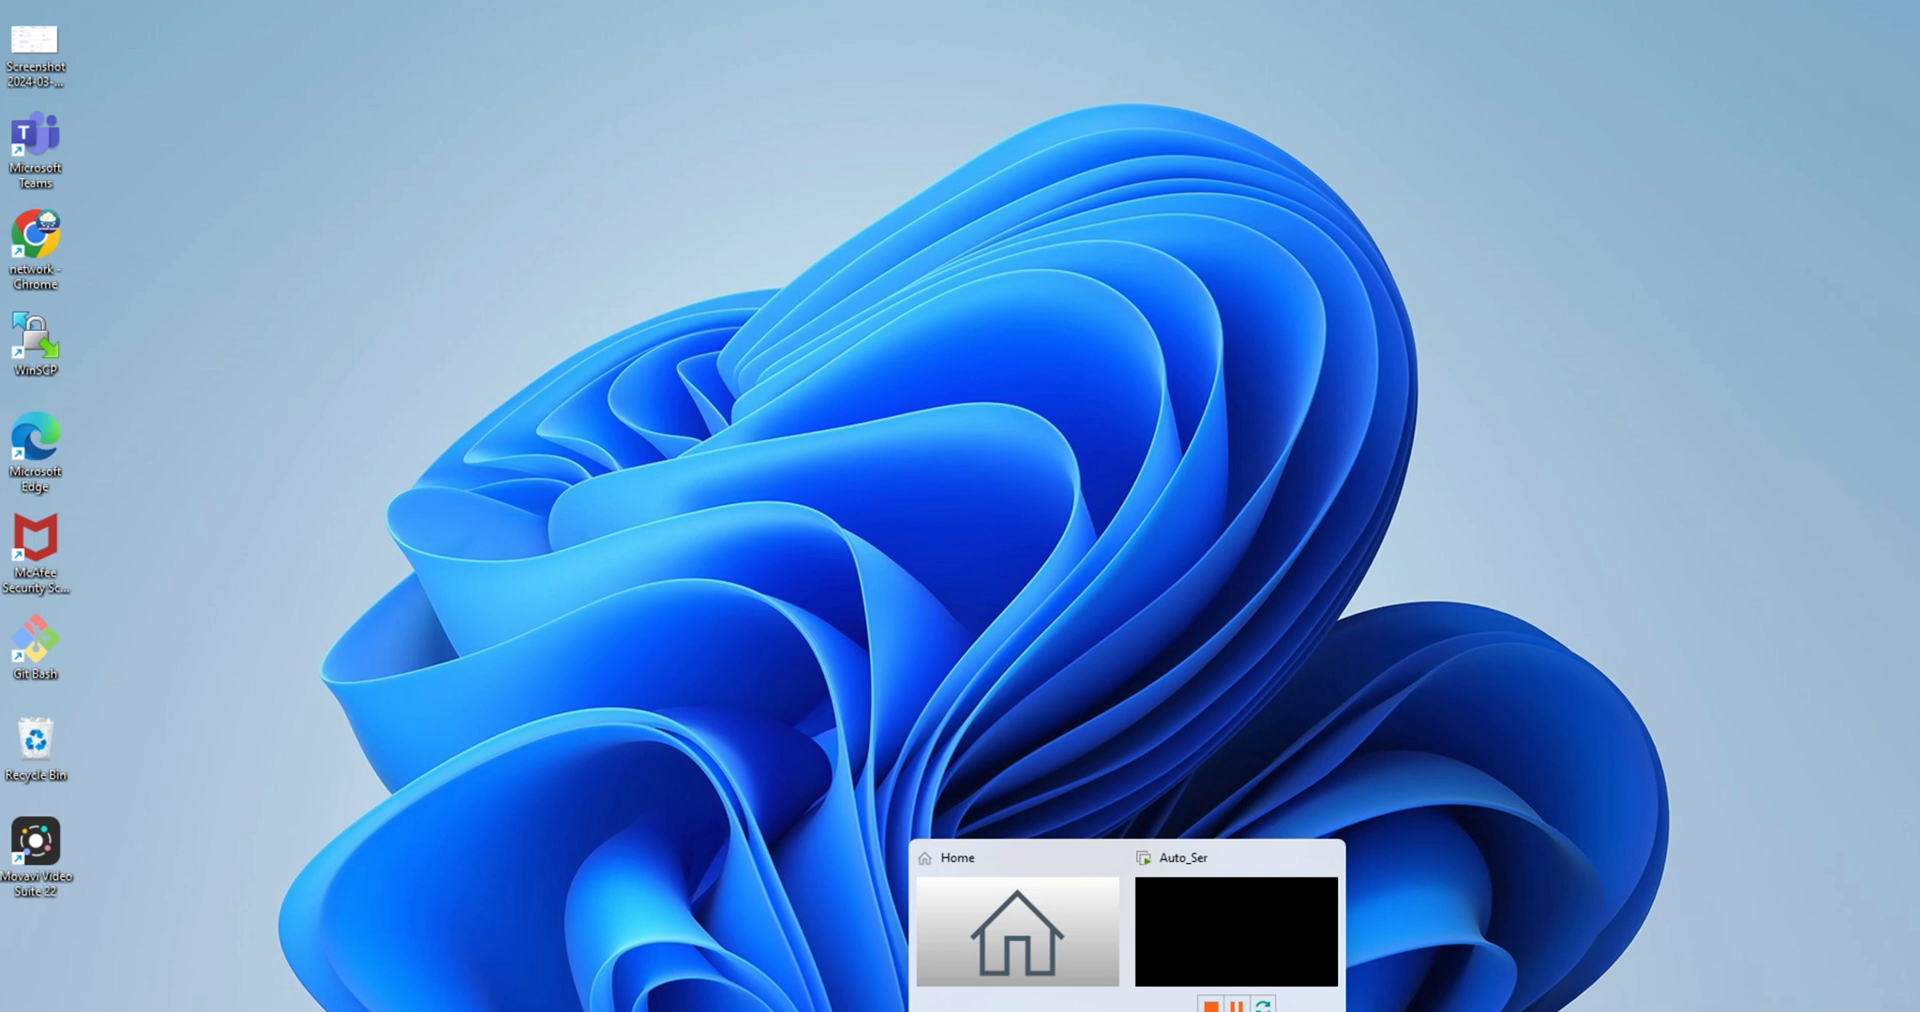 Screenshot
2024-03-...
T
Microsoft
Teams
network -
Chrome
WinSCP
Microsoft
Edge
McAfee
Security Sc...
Git Bash
Recycle Bin
Movavi Video
Suite 22
Home
Auto_Ser